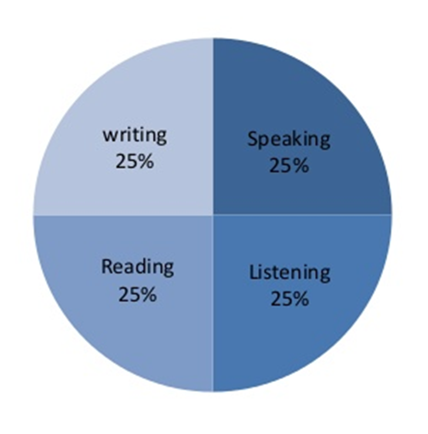 writing
25%
Speaking
25%
Reading
25%
Listening
25%